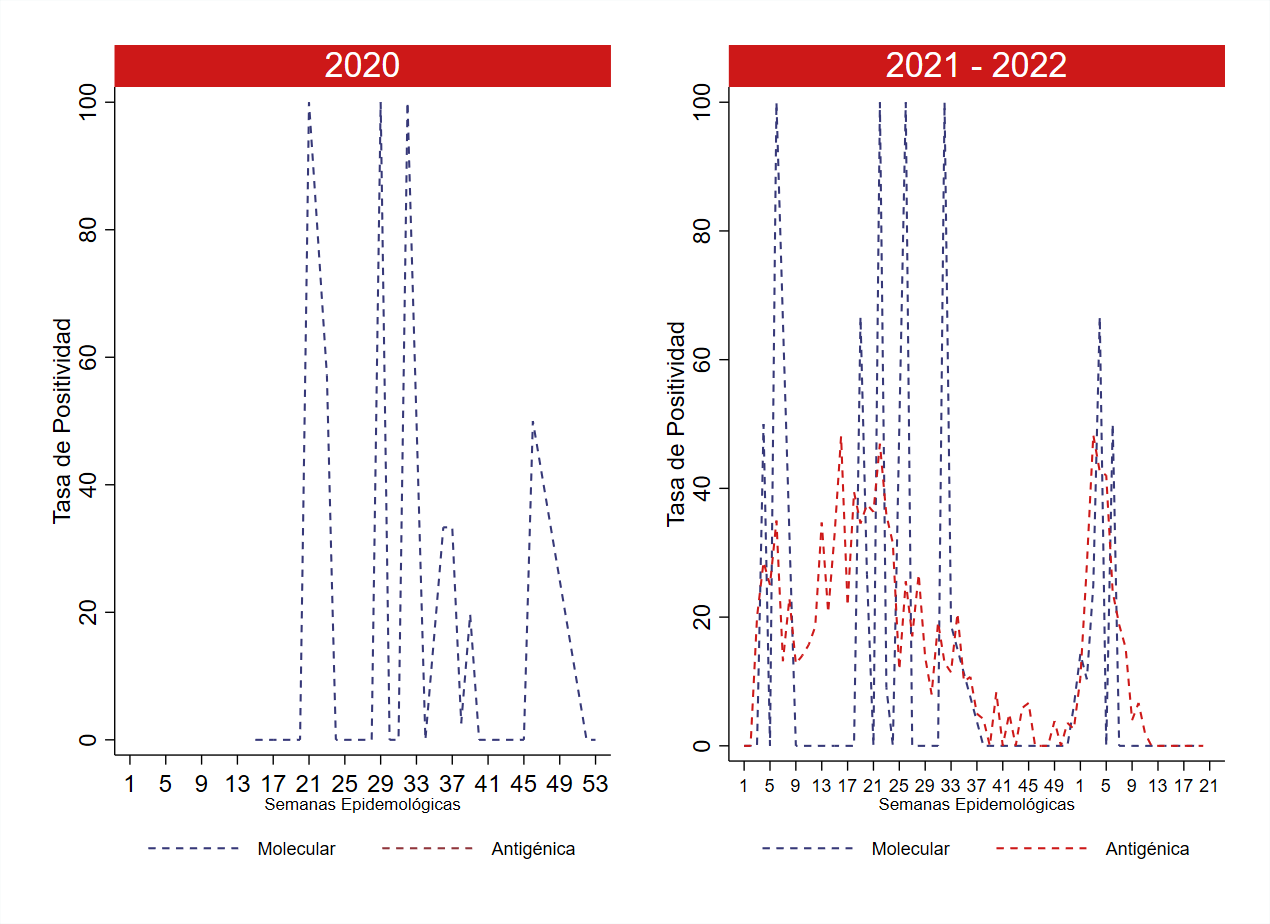 2020
Tasa de Positividad
100
80
60
40
20
0
1 5 9 13 17 21 25 29 33 37 41 45 49 53
Semanas Epidemológicas
Molecular Antigénica
2021 - 2022
Tasa de Positividad
100
80
60
40
20
0
1 5 9 13 17 21 25 29 33 37 41 45 49 1 5 9 13 17 21
Semanas Epidemológicas
Molecular Antigénica